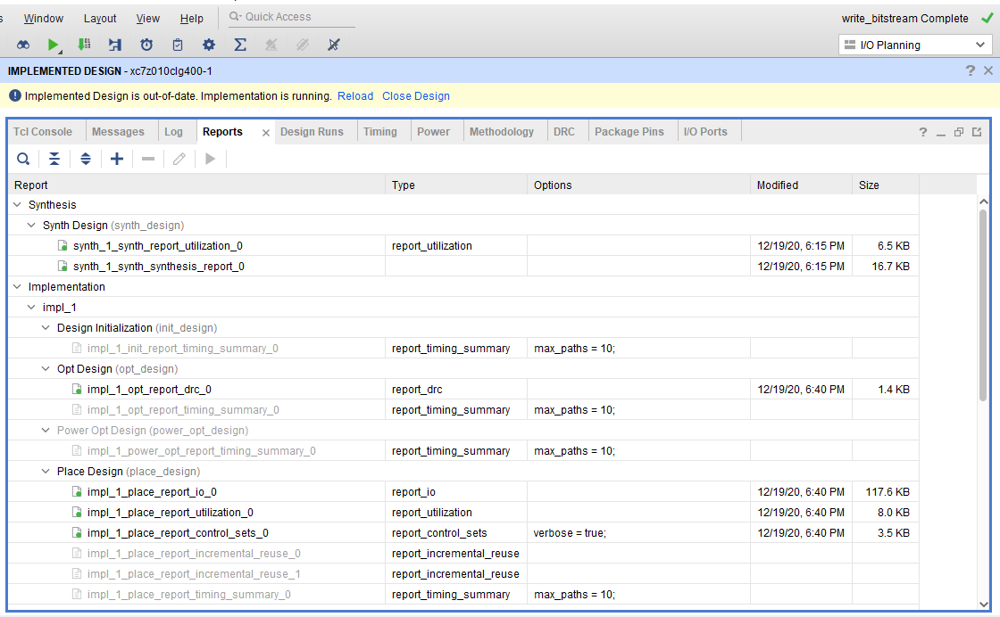 s Window Layout View Help Quick Access write_bitstream Complete
I/O Planning
IMPLEMENTED DESIGN - xc7z010clg400-1 ?
Implemented Design is out-of-date. Implementation is running. Reload Close Design
Tcl Console Messages Log Reports Design Runs Timing Power Methodology DRC Package Pins I/O Ports ?
Report Type Options Modified Size
Synthesis
Synth Design (synth_design)
synth_1_synth_report_utilization_0 report_utilization 12/19/20, 6:15 PM 6.5 KB
synth_1_synth_synthesis_report_0 12/19/20, 6:15 PM 16.7 KB
Implementation
impl_1
Design Initialization (init_design)
impl_1_init_report_timing_summary_0 report_timing_summary max_paths = 10;
Opt Design (opt_design)
impl_1_opt_report_drc_0 report_drc 12/19/20, 6:40 PM 1.4 KB
impl_1_opt_report_timing_summary_0 report_timing_summary max_paths = 10;
Power Opt Design (power_opt_design)
impl_1_power_opt_report_timing_summary_0 report_timing_summary max_paths = 10;
Place Design (place_design)
impl_1_place_report_io_0 report_io 12/19/20, 6:40 PM 117.6 KB
impl_1_place_report_utilization_0 report_utilization 12/19/20, 6:40 PM 8.0 KB
impl_1_place_report_control_sets_0 report_control_sets verbose = true; 12/19/20, 6:40 PM 3.5 KB
impl_1_place_report_incremental_reuse_0 report_incremental_reuse
impl_1_place_report_incremental_reuse_1 report_incremental_reuse
impl_1_place_report_timing_summary_0 report_timing_summary max_paths = 10;